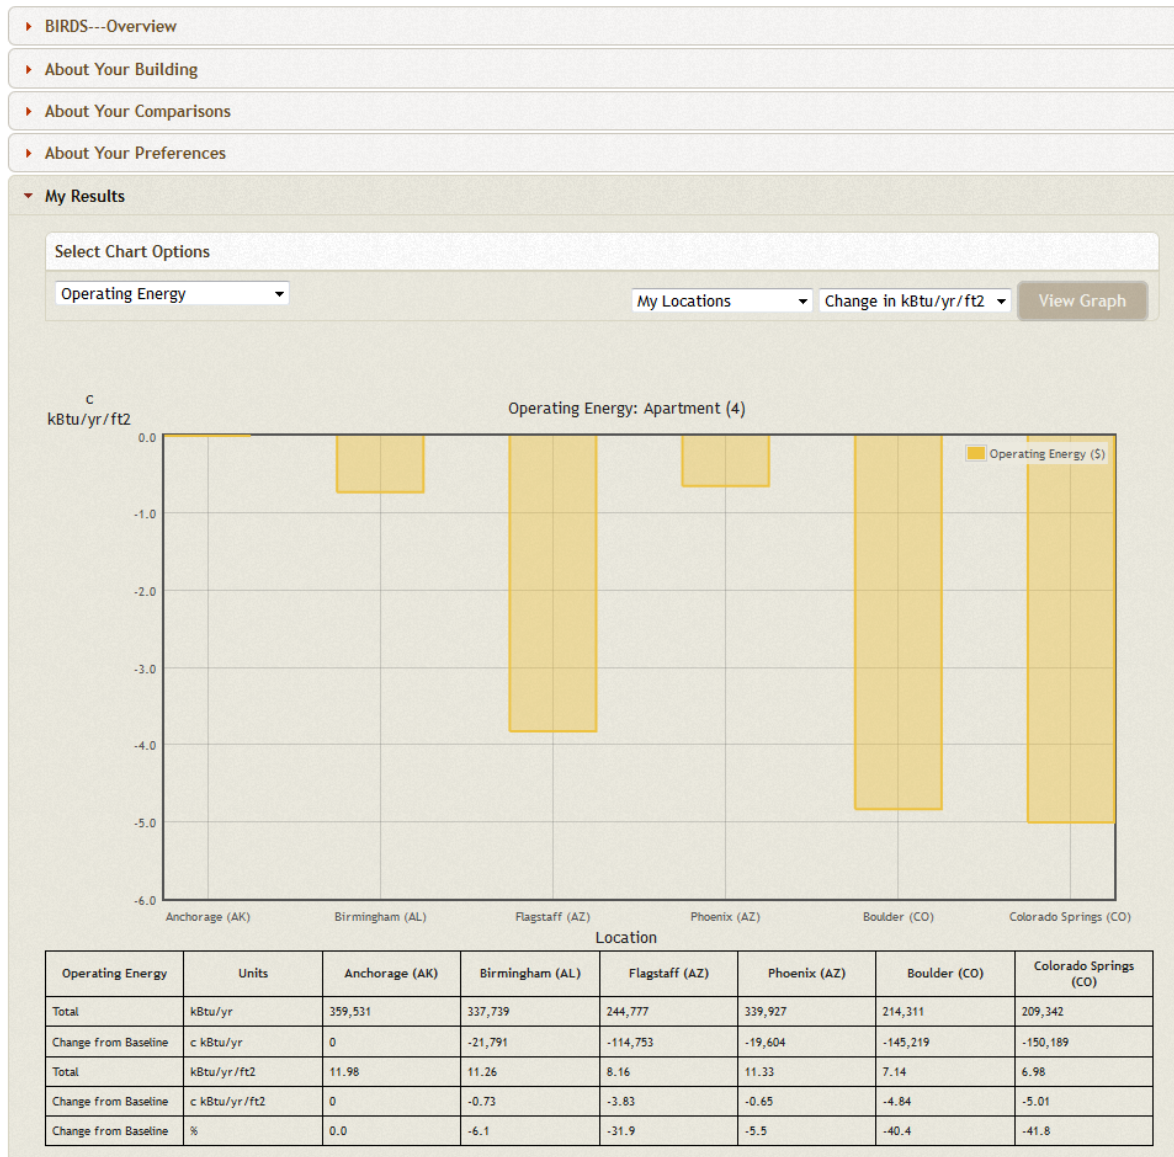 BIRDS---Overview
About Your Building
About Your Comparisons
About Your Preferences
My Results
Select Chart Options
Operating Energy
My Locations
Change in kBtu/yr/ft2
View Graph
c
kBtu/yr/ft2
Operating Energy: Apartment (4)
Operating Energy ($)
0.0
-1.0
-2.0
-3.0
-4.0
-5.0
-6.0
Anchorage (AK) Birmingham (AL) Flagstaff (AZ) Phoenix (AZ) Boulder (CO) Colorado Springs (CO)
Location
Operating Energy Units Anchorage (AK) Birmingham (AL) Flagstaff (AZ) Phoenix (AZ) Boulder (CO) Colorado Springs
(CO)
Total kBtu/yr 359,531 337,739 244,777 339,927 214,311 209,342
Change from Baseline c kBtu/yr 0 -21,791 -114,753 -19,604 -145,219 -150,189
Total kBtu/yr/ft2 11.98 11.26 8.16 11.33 7.14 6.98
Change from Baseline c kBtu/yr/ft2 0 -0.73 -3.83 -0.65 -4.84 -5.01
Change from Baseline % 0.0 -6.1 -31.9 -5.5 -40.4 -41.8